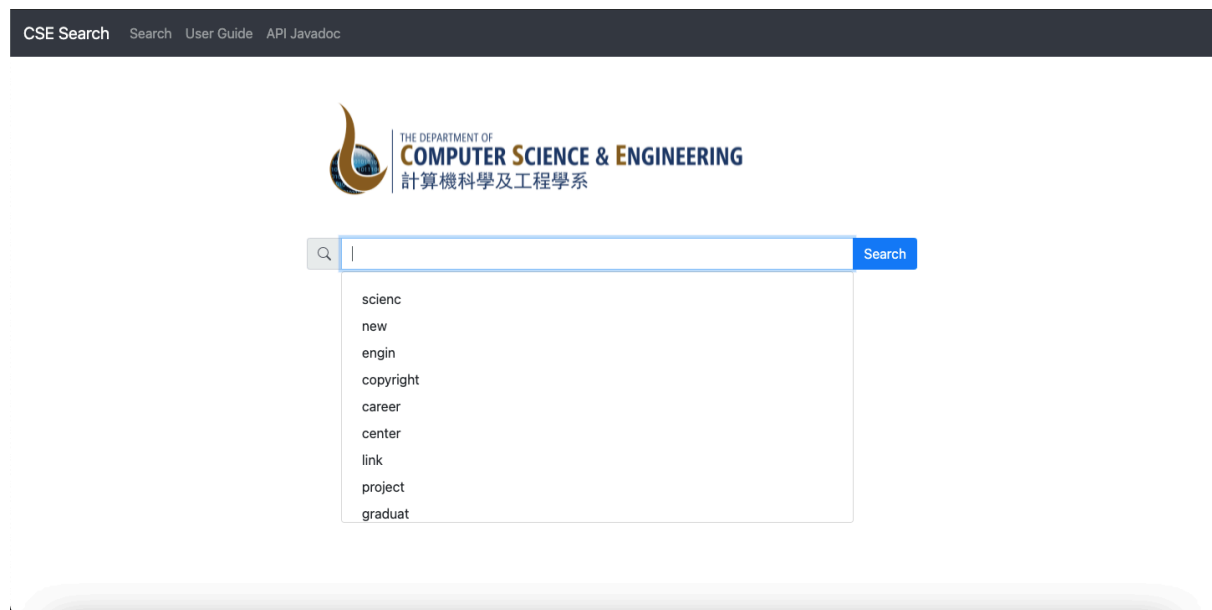 CSE Search Search User Guide API Javadoc
THE DEPARTMENT OF
COMPUTER SCIENCE & ENGINEERING
計算機科學及工程學系
Search
scienc
new
engin
copyright
career
center
link
project
graduat